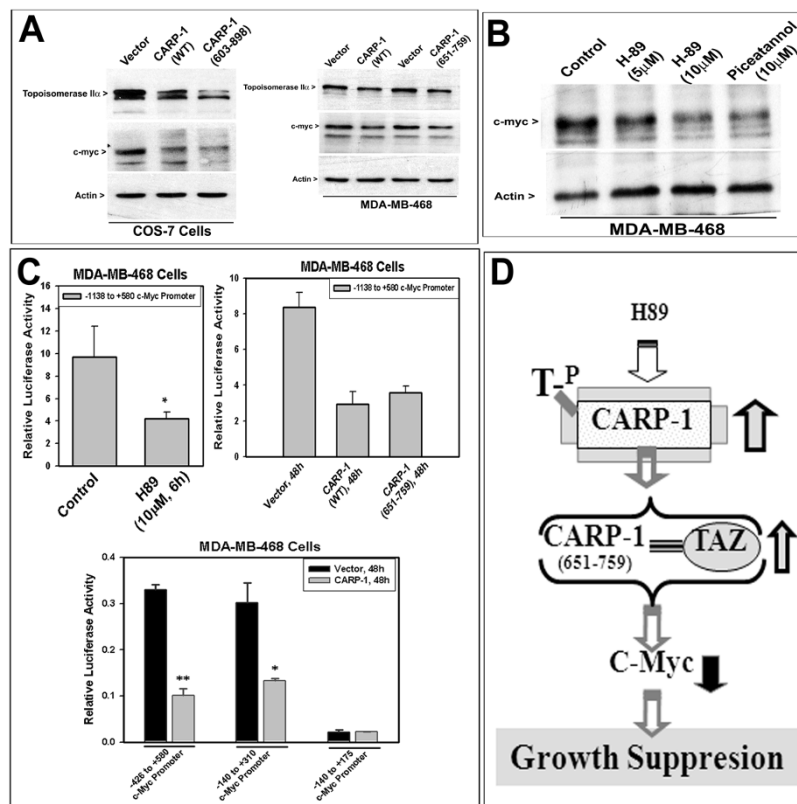 A
Vector
CARP-1
(WT)
CARP-1
(603-898)
Topoisomerase IIα >
c-myc >
Actin >
COS-7 Cells
Vector
CARP-1
(WT)
Vector
CARP-1
(651-759)
Topoisomerase IIα >
c-myc >
Actin >
MDA-MB-468
B
Control
H-89
(5μM)
H-89
(10μM)
Piceatannol
(10μM)
c-myc >
Actin >
MDA-MB-468
C
MDA-MB-468 Cells
-1138 to +580 c-Myc Promoter
Relative Luciferase Activity
16
14
12
10
8
6
4
2
0
*
Control
H89
(10μM, 6h)
MDA-MB-468 Cells
-1138 to +580 c-Myc Promoter
Relative Luciferase Activity
10
8
6
4
2
0
Vector, 48h
CARP-1
(WT), 48h
CARP-1
(651-759), 48h
MDA-MB-468 Cells
Vector, 48h
CARP-1, 48h
Relative Luciferase Activity
0.4
0.3
0.2
0.1
0.0
**
*
-426 to +580
c-Myc Promoter
-140 to +310
c-Myc Promoter
-140 to +175
c-Myc Promoter
D
H89
T-P
CARP-1
CARP-1
(651-759)
TAZ
C-Myc
Growth Suppresion